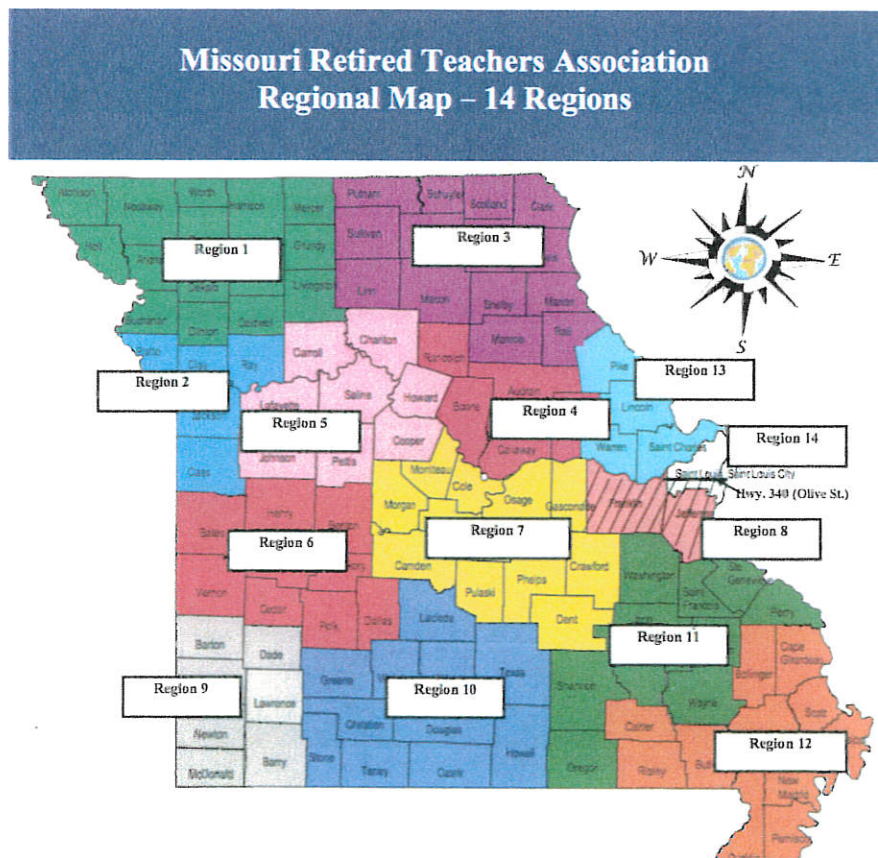 Missouri Retired Teachers Association
Regional Map – 14 Regions
N
W
E
S
Atchison
Nodaway
Worth
Harrison
Mercer
Putnam
Schuyler
Scotland
Clark
Holt
Grundy
Sullivan
Region 1
Region 3
Dekalb
Livingston
Linn
Macon
Shelby
Marion
Buchanan
Clinton
Caldwell
Monroe
Ralls
Platte
Clay
Ray
Carroll
Chariton
Randolph
Pike
Region 13
Region 2
Jackson
Lafayette
Saline
Howard
Boone
Audrain
Region 4
Lincoln
Region 5
Cooper
Callaway
Warren
Saint Charles
Region 14
Cass
Johnson
Pettis
Moniteau
Cole
Osage
Gasconade
Franklin
Saint Louis
Saint Louis City
Hwy. 340 (Olive St.)
Bates
Henry
Benton
Morgan
Jefferson
Region 6
Region 7
Region 8
Camden
Crawford
Washington
Ste. Genevieve
Vernon
Cedar
Polk
Dallas
Laclede
Pulaski
Phelps
Dent
Saint Francois
Perry
Barton
Dade
Region 11
Bollinger
Cape Girardeau
Region 9
Lawrence
Greene
Region 10
Texas
Shannon
Wayne
Newton
Christian
Douglas
Carter
Scott
Region 12
McDonald
Barry
Stone
Taney
Ozark
Howell
Oregon
Ripley
New Madrid
Pemiscot